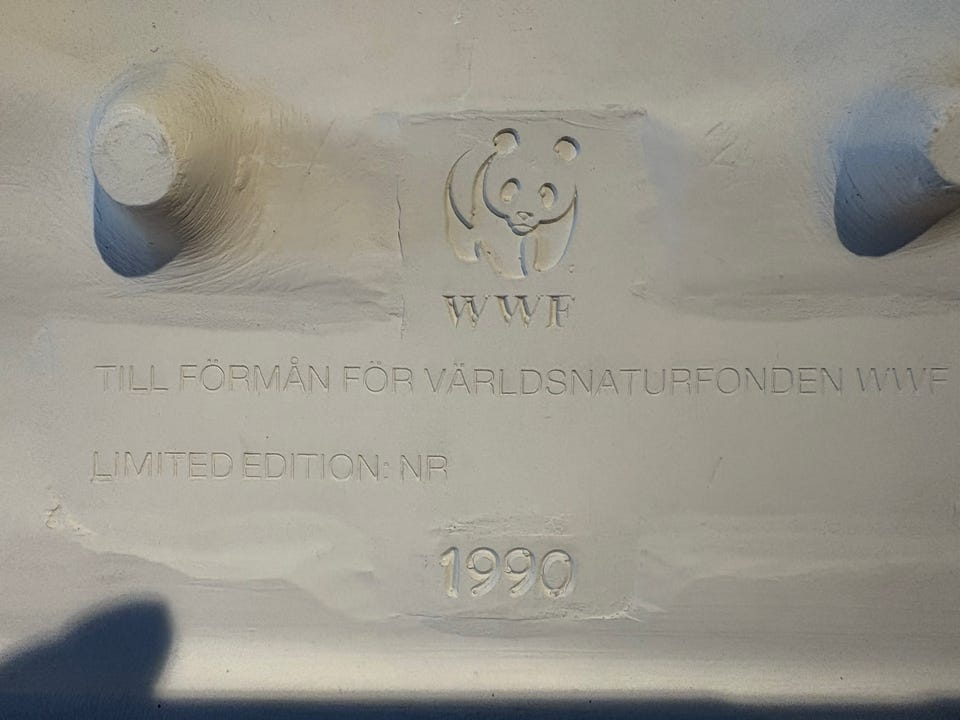 WWF
TILL FÖRMÅN FÖR VÄRLDSNATURFONDEN WWF
LIMITED EDITION: NR
1990